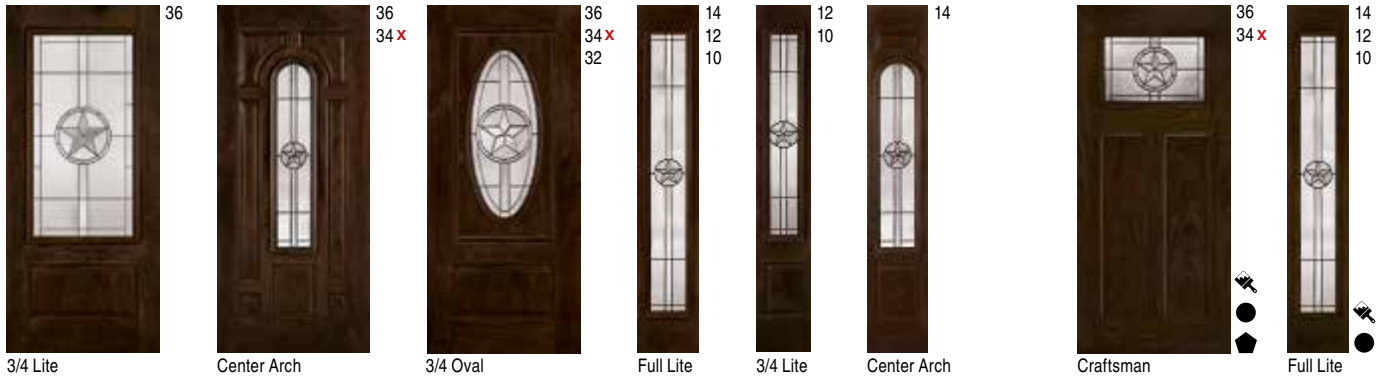 36
3/4 Lite
36
34 x
Center Arch
36
34 x
32
3/4 Oval
14
12
10
Full Lite
12
10
3/4 Lite
14
Center Arch
36
34 x
Craftsman
14
12
10
Full Lite